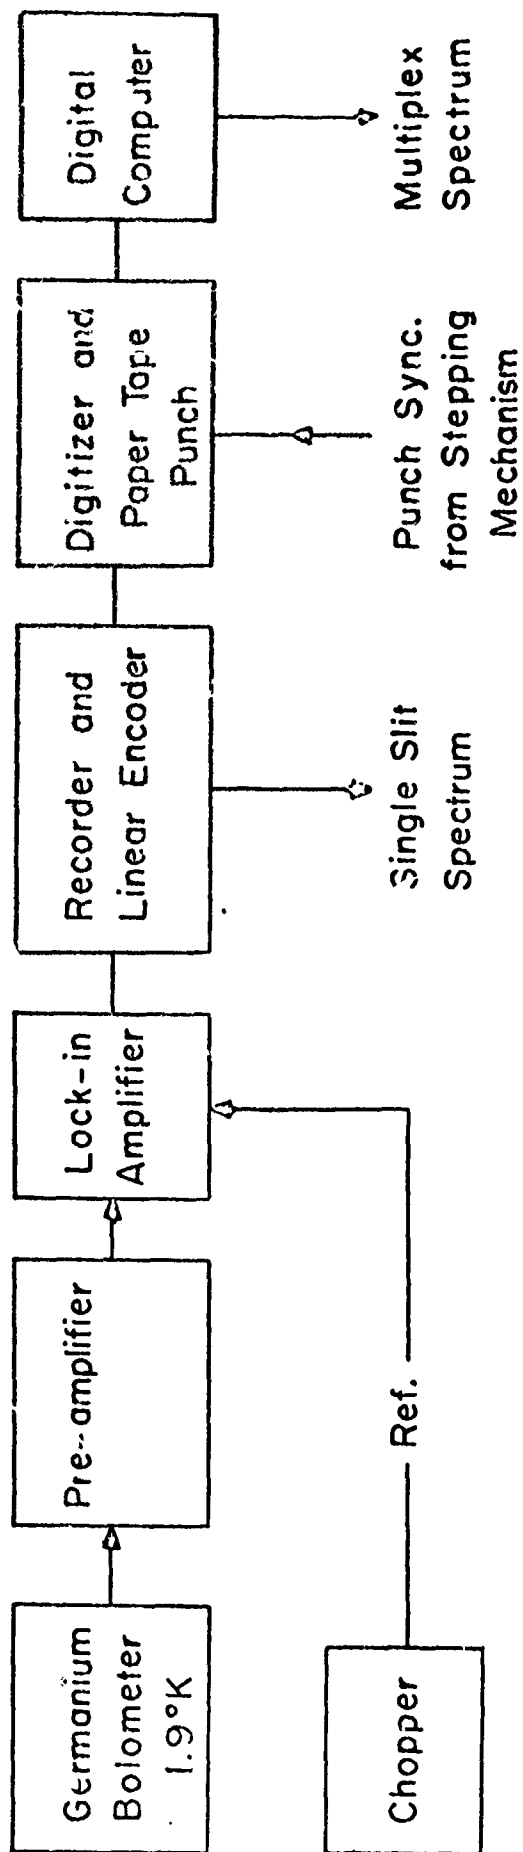 Germanium
Bolometer
1.9°K
Pre-amplifier
Lock-in
Amplifier
Recorder and
Linear Encoder
Digitizer and
Paper Tape
Punch
Digital
Computer
Chopper
Ref.
Single Slit
Spectrum
Punch Sync.
from Stepping
Mechanism
Multiplex
Spectrum